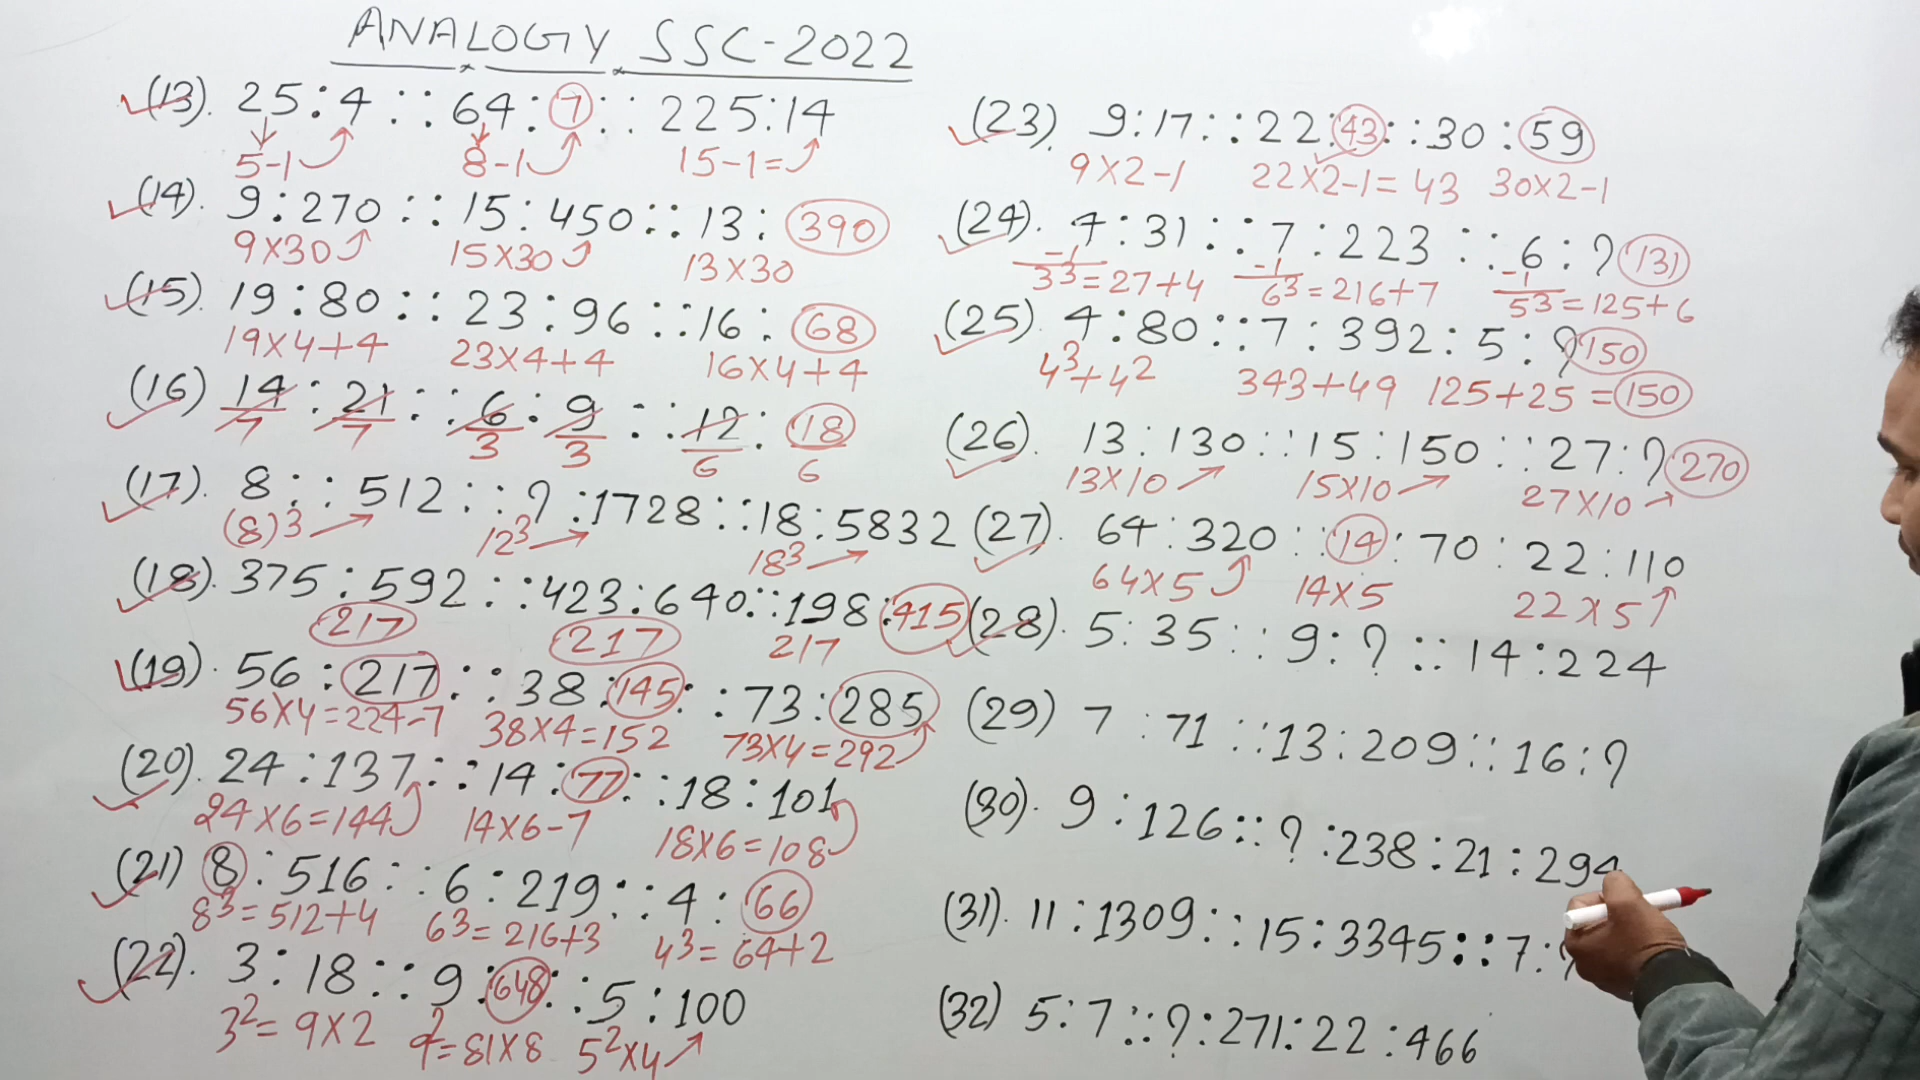 ANALOGY SSC-2022
(13). 25:4 :: 64:7 :: 225:14
5-1 8-1 15-1=
(14). 9:270 :: 15:450 :: 13: 390
9×30 15×30 13×30
(15). 19:80 :: 23:96 :: 16: 68
19×4+4 23×4+4 16×4+4
(16) 14:21 :: 6:9 :: 12: 18
7 7 3 3 6 6
(17). 8 :: 512 :: ? :1728 :: 18:5832
(8)3 12³ 18³
(18). 375:592 :: 423:640 :: 198:415
217 217 217
(19). 56:217 :: 38:145 :: 73:285
56×4=224-7 38×4=152 73×4=292
(20). 24:137 :: 14:77 :: 18:101
24×6=144 14×6-7 18×6=108
(21) 8:516 :: 6:219 :: 4: 66
8³=512+4 6³=216+3 4³=64+2
(22). 3:18 :: 9:648 :: 5:100
3²=9×2 9²=81×8 5²×4
(23). 9:17 :: 22:43 :: 30:59
9×2-1 22×2-1=43 30×2-1
(24). 4:31 :: 7:223 :: 6:? 131
-1 -1 -1
3³=27+4 6³=216+7 5³=125+6
(25). 4:80 :: 7:392 : 5:? 150
4³+4² 343+49 125+25=150
(26). 13:130 :: 15:150 :: 27:? 270
13×10 15×10 27×10
(27). 64:320 :: 14:70 : 22:110
64×5 14×5 22×5
(28). 5:35 :: 9:? :: 14:224
(29) 7:71 :: 13:209 :: 16:?
(30). 9:126 :: ?:238 : 21:294
(31). 11:1309 :: 15:3345 :: 7:?
(32) 5:7 :: ?:271: 22:466